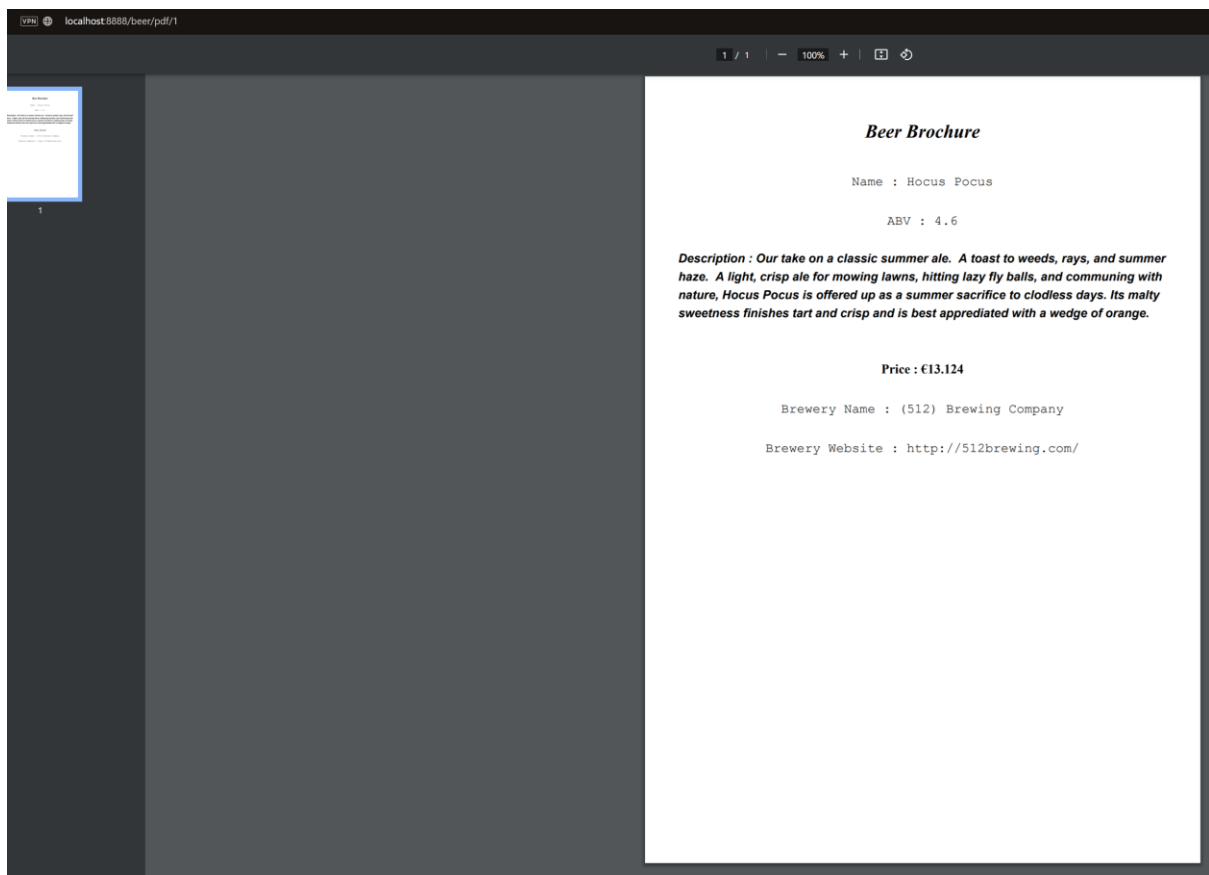 VPN localhost:8888/beer/pdf/1
1 / 1 − 100% +
1
Beer Brochure
Name : Hocus Pocus
ABV : 4.6
Description : Our take on a classic summer ale.  A toast to weeds, rays, and summer
haze.  A light, crisp ale for mowing lawns, hitting lazy fly balls, and communing with
nature, Hocus Pocus is offered up as a summer sacrifice to clodless days. Its malty
sweetness finishes tart and crisp and is best apprediated with a wedge of orange.
Price : €13.124
Brewery Name : (512) Brewing Company
Brewery Website : http://512brewing.com/